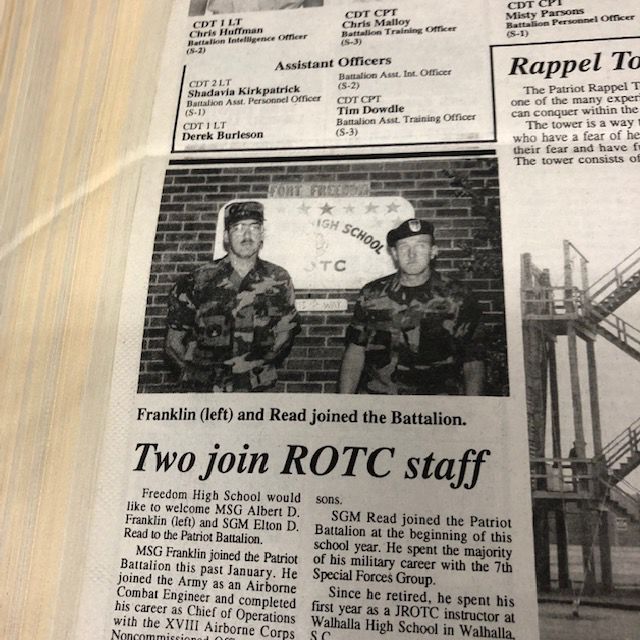 CDT 1 LT
Chris Huffman
Battalion Intelligence Officer
(S-2)
CDT CPT
Chris Malloy
Battalion Training Officer
(S-3)
CDT CPT
Misty Parsons
Battalion Personnel Officer
(S-1)
Assistant Officers
CDT 2 LT
Shadavia Kirkpatrick
Battalion Asst. Personnel Officer
(S-1)
CDT 1 LT
Derek Burleson
Battalion Asst. Int. Officer
(S-2)
CDT CPT
Tim Dowdle
Battalion Asst. Training Officer
(S-3)
FORT FREEDOM
IGH SCHOOL
OTC
WAY
Franklin (left) and Read joined the Battalion.
Two join ROTC staff
Freedom High School would
like to welcome MSG Albert D.
Franklin (left) and SGM Elton D.
Read to the Patriot Battalion.
MSG Franklin joined the Patriot
Battalion this past January. He
joined the Army as an Airborne
Combat Engineer and completed
his career as Chief of Operations
with the XVIII Airborne Corps
Noncommissioned
sons.
SGM Read joined the Patriot
Battalion at the beginning of this
school year. He spent the majority
of his military career with the 7th
Special Forces Group.
Since he retired, he spent his
first year as a JROTC instructor at
Walhalla High School in Walhalla,
S.C.
Rappel To
The Patriot Rappel T
one of the many exper
can conquer within the
The tower is a way t
who have a fear of he
their fear and have f
The tower consists of